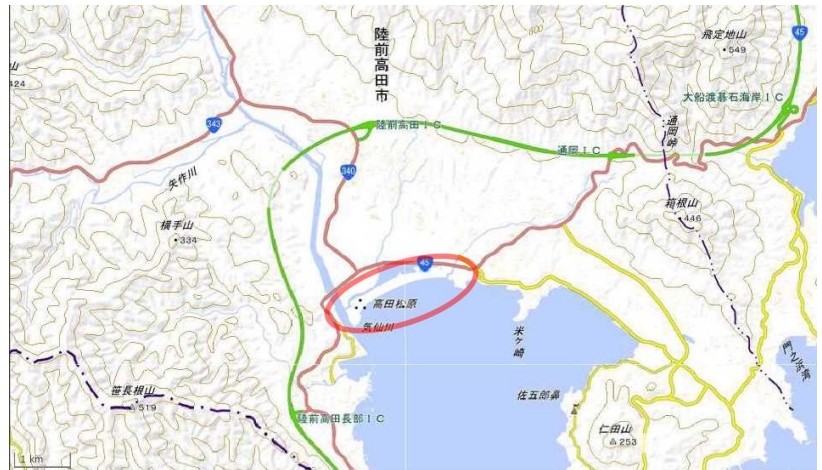 陸前高田市
45
飛定地山
549
大船渡碁石海岸IC
山
424
343
陸前高田IC
通岡IC
通岡峠
340
矢作川
箱根山
446
横手山
334
45
高田松原
気仙川
米ヶ崎
佐五郎鼻
笹長根山
519
陸前高田長部IC
仁田山
253
1 km